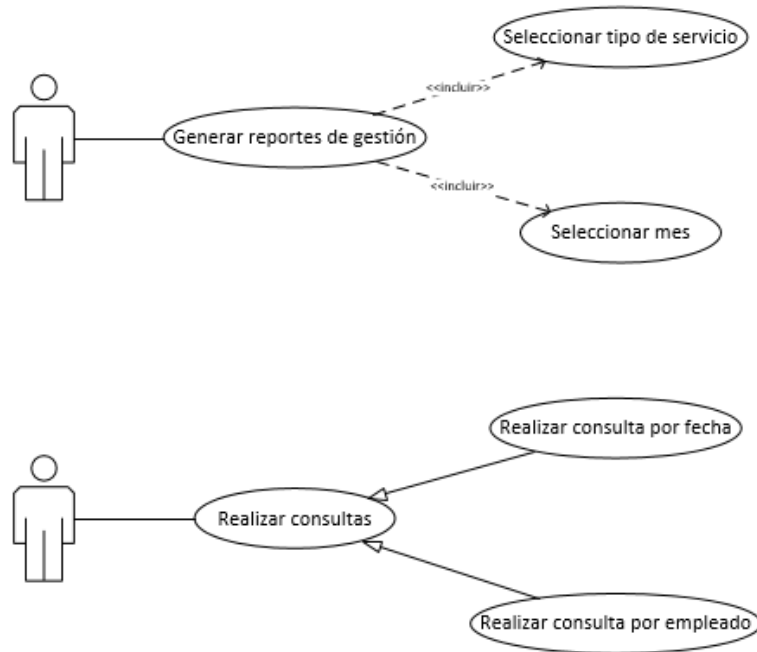 Seleccionar tipo de servicio
<<incluir>>
Generar reportes de gestión
<<incluir>>
Seleccionar mes
Realizar consulta por fecha
Realizar consultas
Realizar consulta por empleado